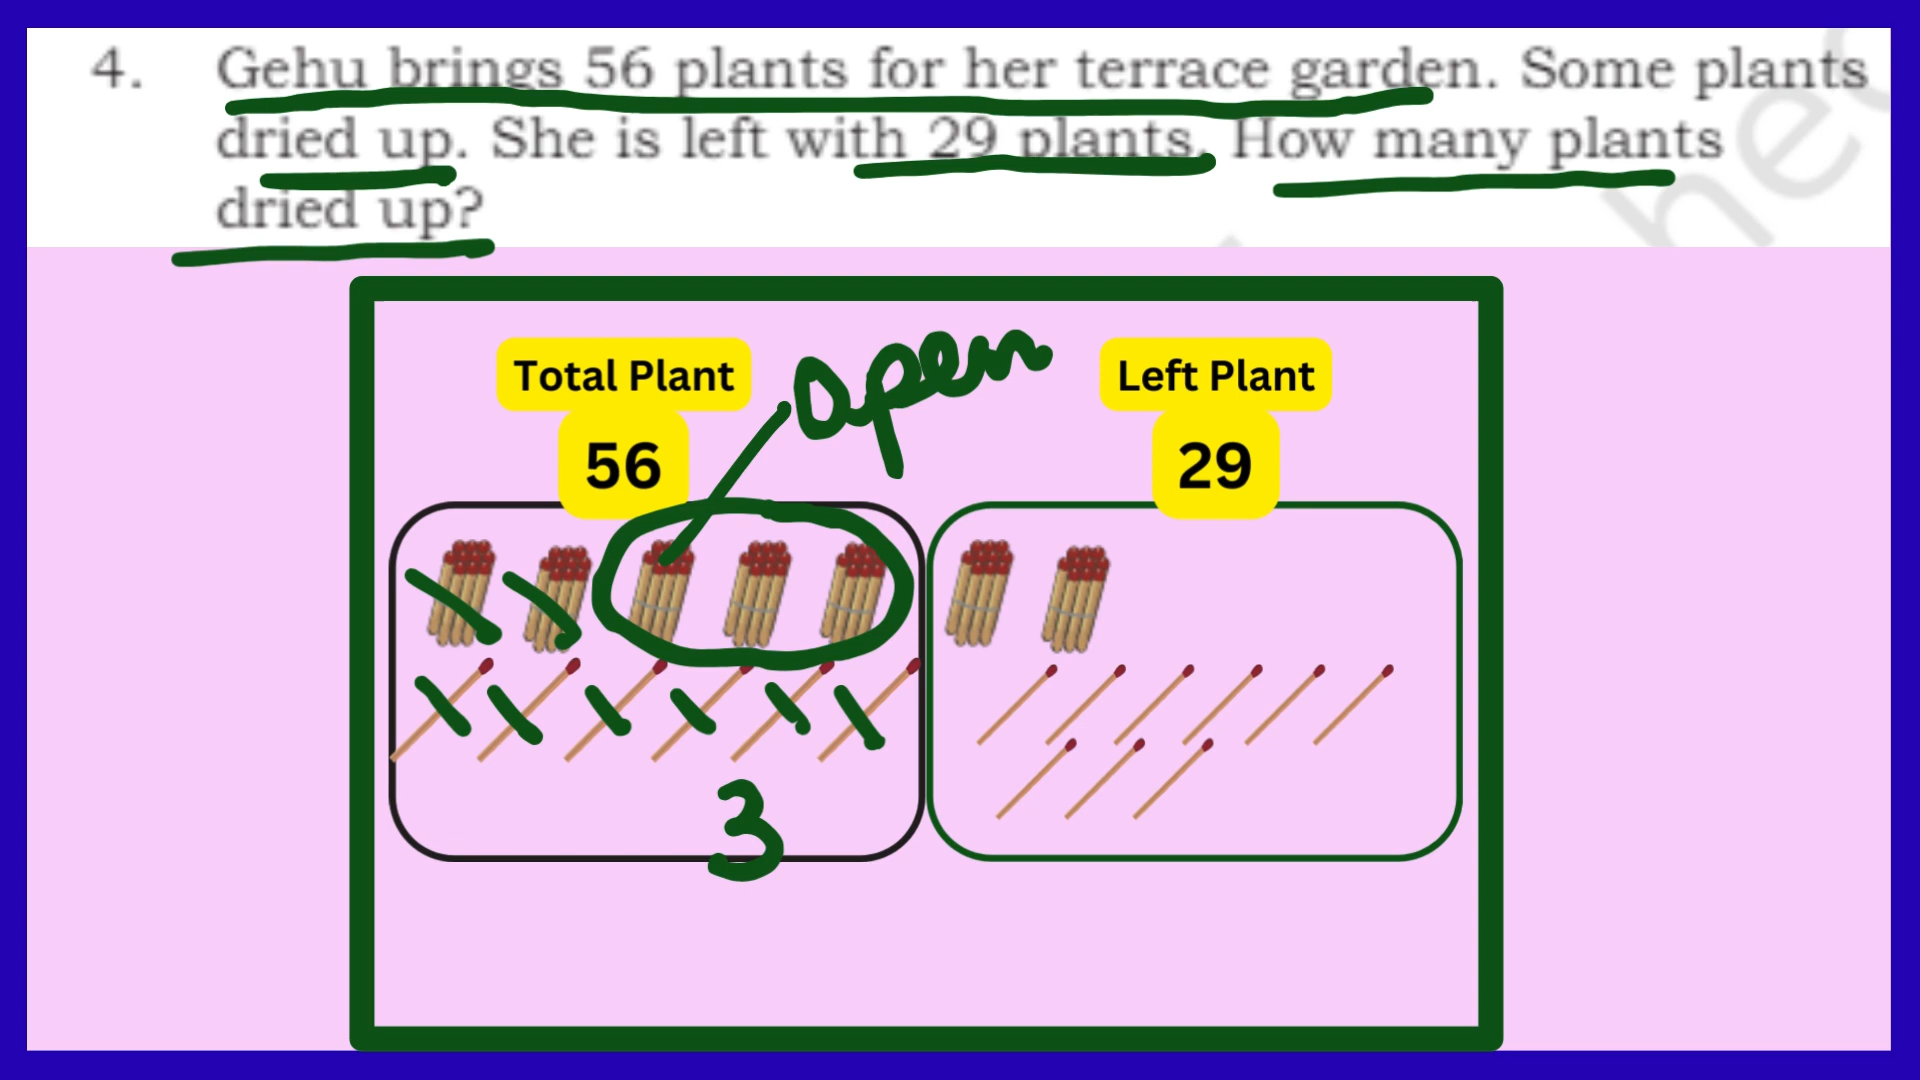 4. Gehu brings 56 plants for her terrace garden. Some plants
dried up. She is left with 29 plants. How many plants
dried up?
Total Plant
open
Left Plant
56
29
3